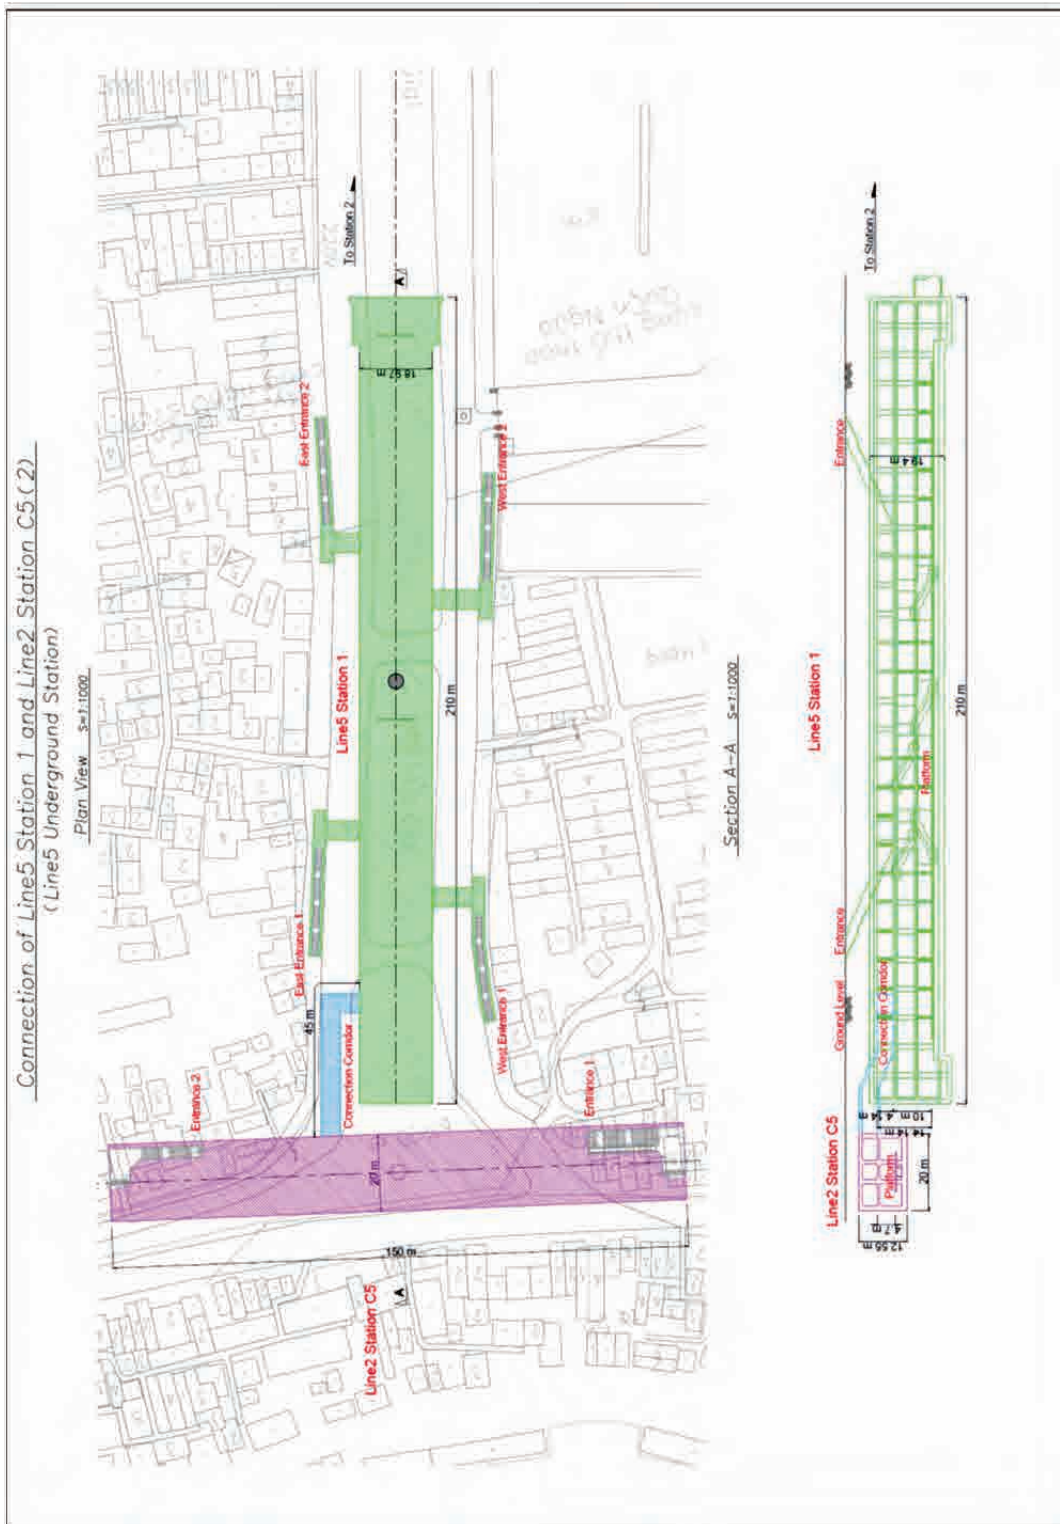 Connection of Line5 Station 1 and Line2 Station C5(2)
(Line5 Underground Station)
Plan View S=1:1000
To Station 2
A
18.97 m
East Entrance 2
West Entrance 2
Line5 Station 1
210 m
East Entrance 1
West Entrance 1
45 m
Connection Corridor
Entrance 2
Entrance 1
20 m
150 m
Line2 Station C5
A
Section A-A S=1:1000
To Station 2
Entrance
19.4 m
Line5 Station 1
Platform
210 m
Entrance
Ground Level
Connection Corridor
Line2 Station C5
10 m
14.14 m
Platform
20 m
4.7 m
12.55 m